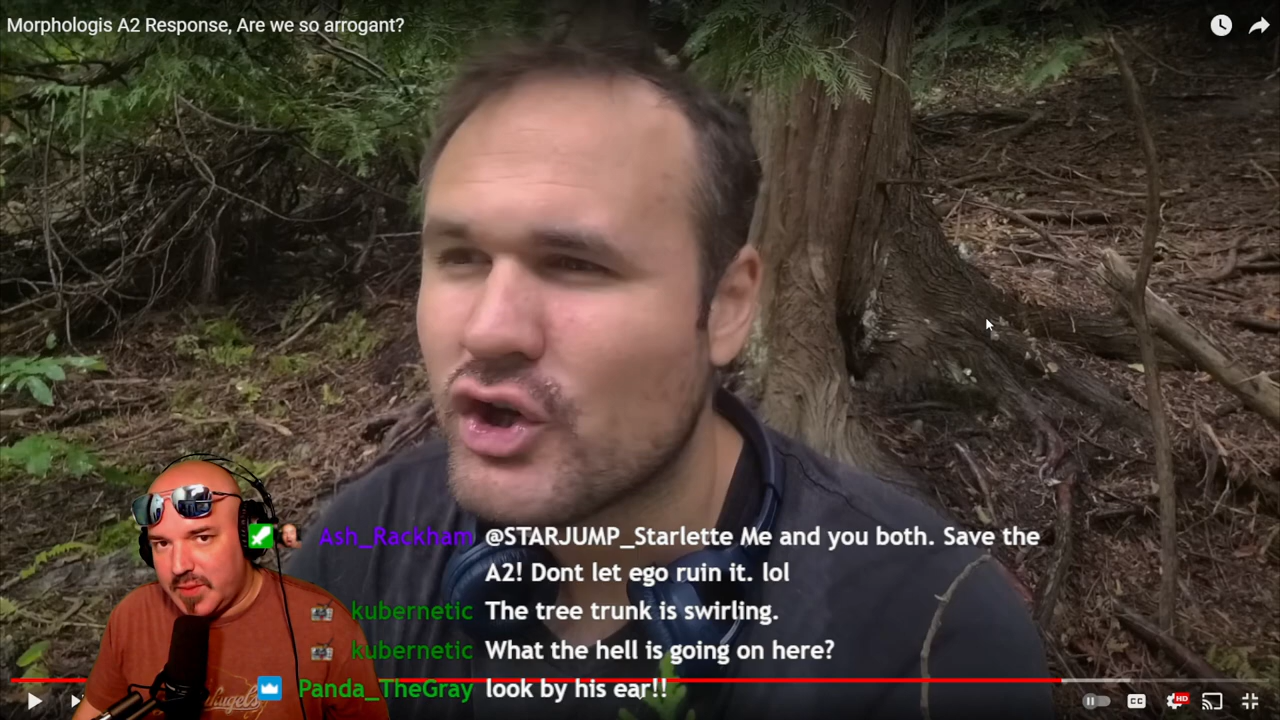 Morphologis A2 Response, Are we so arrogant?
Ash_Rackham @STARJUMP_Starlette Me and you both. Save the
A2! Dont let ego ruin it. lol
kubernetic The tree trunk is swirling.
kubernetic What the hell is going on here?
Panda_TheGray look by his ear!!
CC HD